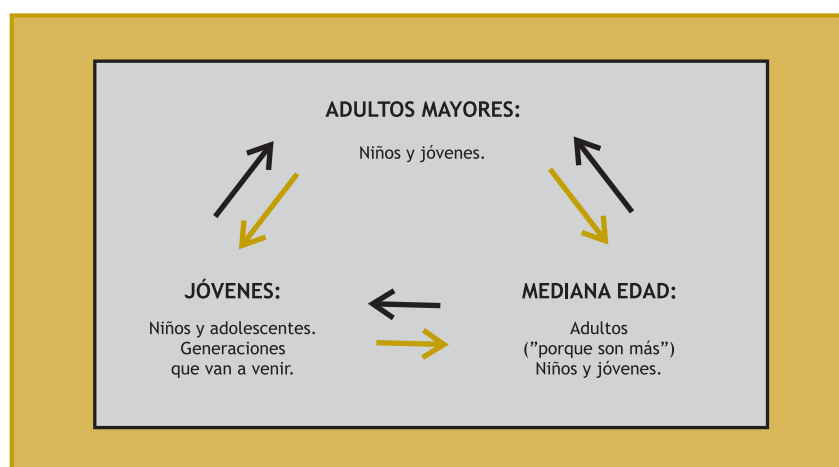 ADULTOS MAYORES:
Niños y jóvenes.
JÓVENES:
Niños y adolescentes.
Generaciones
que van a venir.
MEDIANA EDAD:
Adultos
(”porque son más”)
Niños y jóvenes.